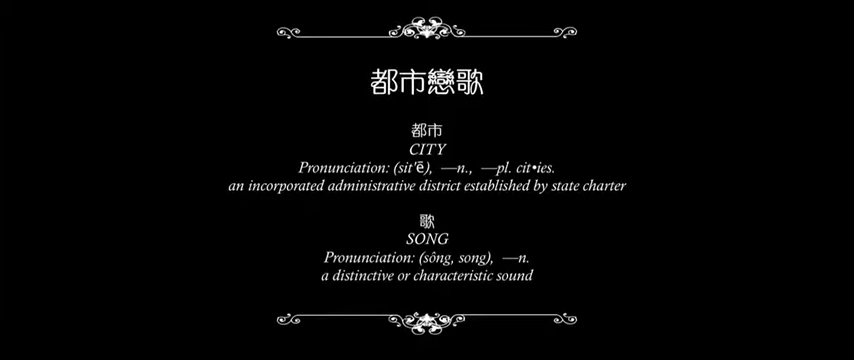 都市戀歌
都市
CITY
Pronunciation: (sit'ē), —n., —pl. cit•ies.
an incorporated administrative district established by state charter
歌
SONG
Pronunciation: (sông, song), —n.
a distinctive or characteristic sound